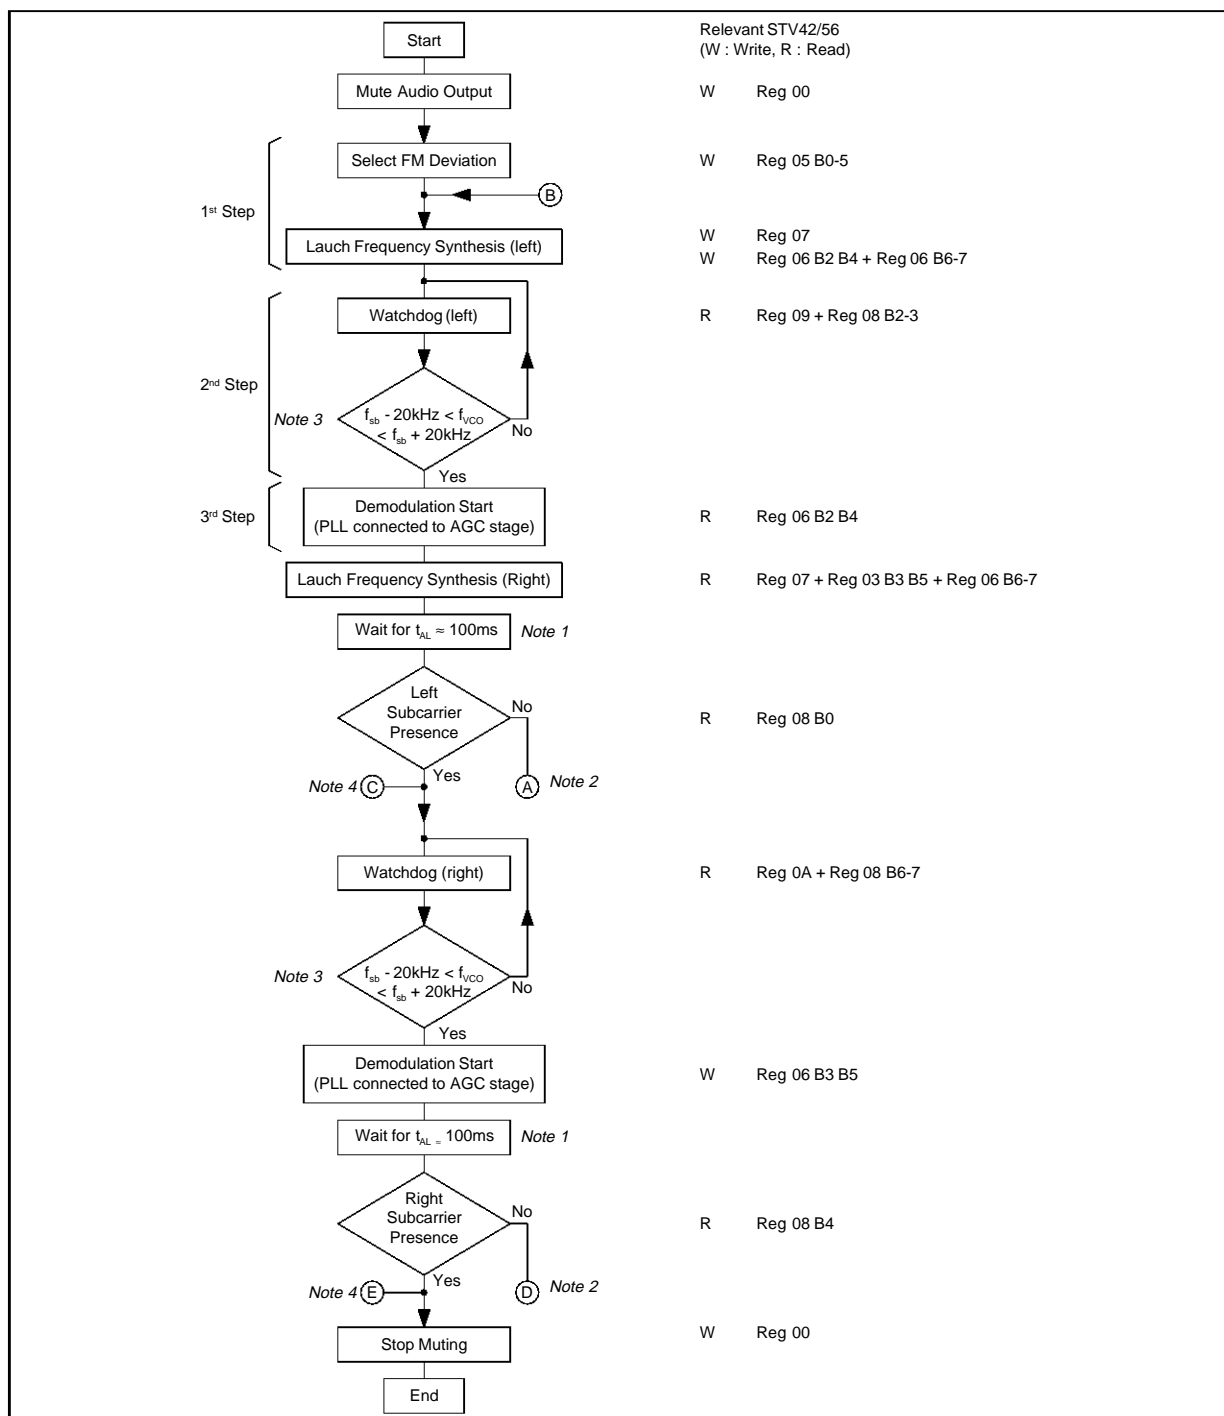 Start
Relevant STV42/56
(W : Write, R : Read)
Mute Audio Output
W Reg 00
1st Step
Select FM Deviation
W Reg 05 B0-5
B
Lauch Frequency Synthesis (left)
W Reg 07
W Reg 06 B2 B4 + Reg 06 B6-7
2nd Step
Watchdog (left)
R Reg 09 + Reg 08 B2-3
Note 3
fsb - 20kHz < fVCO
< fsb + 20kHz
No
Yes
3rd Step
Demodulation Start
(PLL connected to AGC stage)
R Reg 06 B2 B4
Lauch Frequency Synthesis (Right)
R Reg 07 + Reg 03 B3 B5 + Reg 06 B6-7
Wait for tAL ≈ 100ms
Note 1
Left
Subcarrier
Presence
No
R Reg 08 B0
Yes
Note 4 C
A Note 2
Watchdog (right)
R Reg 0A + Reg 08 B6-7
Note 3
fsb - 20kHz < fVCO
< fsb + 20kHz
No
Yes
Demodulation Start
(PLL connected to AGC stage)
W Reg 06 B3 B5
Wait for tAL ≈ 100ms
Note 1
Right
Subcarrier
Presence
No
R Reg 08 B4
Yes
Note 4 E
D Note 2
Stop Muting
W Reg 00
End